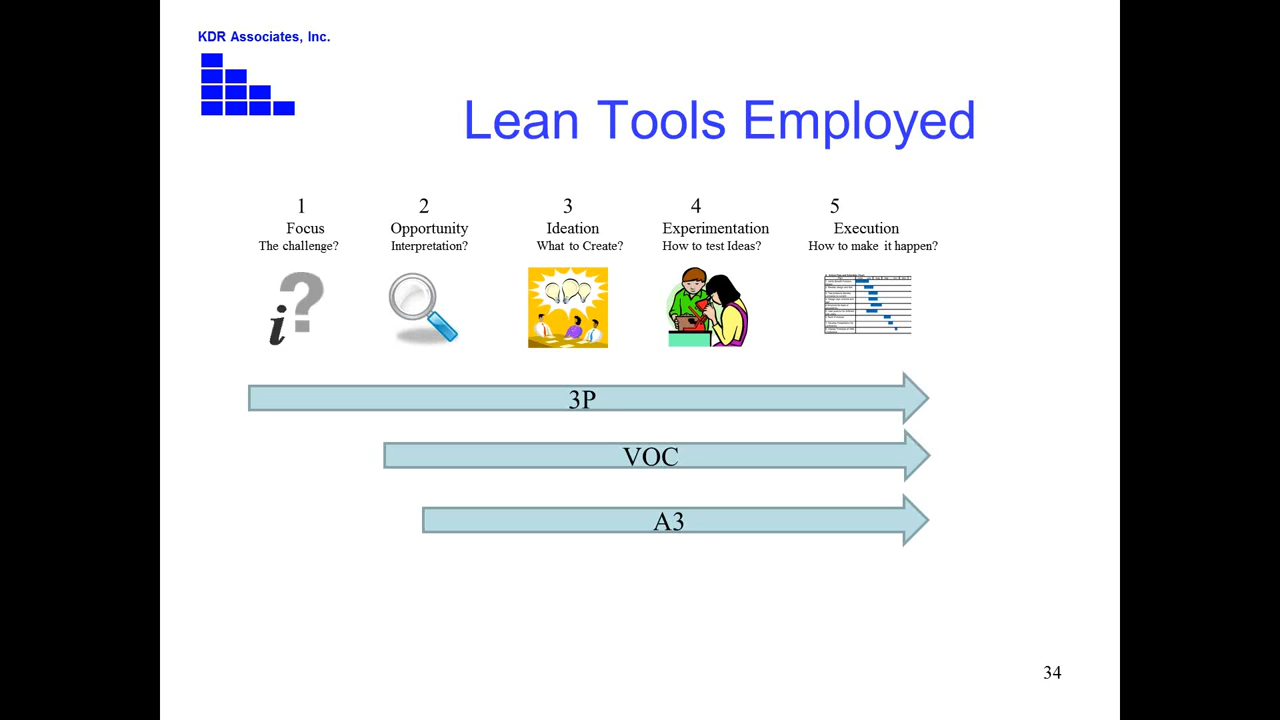 KDR Associates, Inc.
Lean Tools Employed
1 2 3 4 5
Focus Opportunity Ideation Experimentation Execution
The challenge? Interpretation? What to Create? How to test Ideas? How to make it happen?
3P
VOC
A3
34